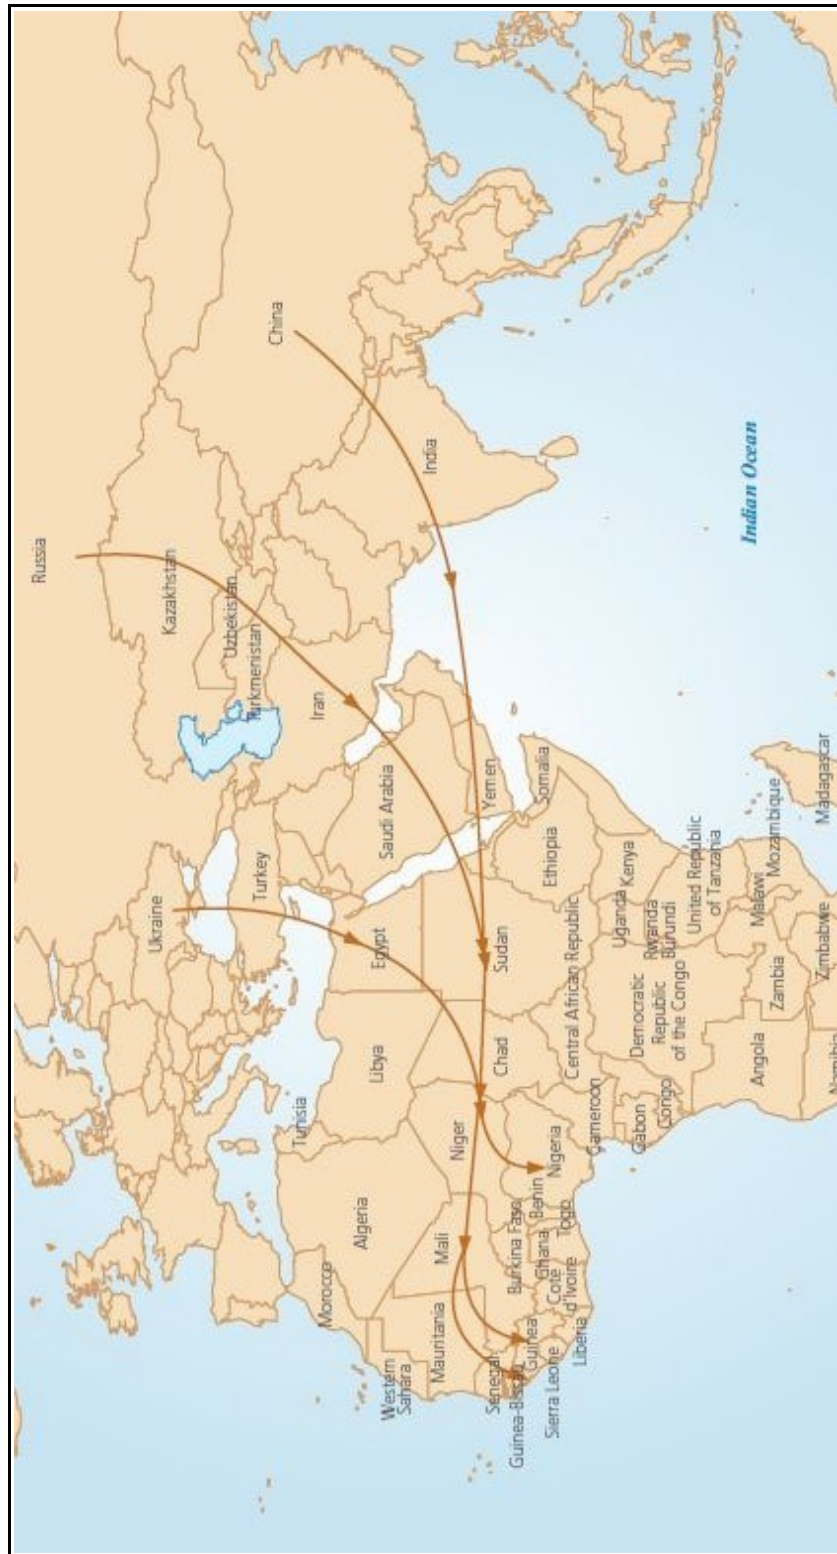 Russia
Ukraine
Kazakhstan
Uzbekistan
Turkmenistan
Turkey
China
Iran
India
Tunisia
Morocco
Algeria
Libya
Egypt
Saudi Arabia
Western
Sahara
Mauritania
Mali
Niger
Chad
Sudan
Yemen
Senegal
Guinea-Bissau
Guinea
Sierra Leone
Liberia
Burkina Faso
Cote
d'Ivoire
Ghana
Togo
Benin
Nigeria
Cameroon
Central African Republic
Ethiopia
Somalia
Gabon
Congo
Democratic
Republic
of the Congo
Uganda
Rwanda
Burundi
Kenya
United Republic
of Tanzania
Angola
Zambia
Malawi
Mozambique
Zimbabwe
Madagascar
Namibia
Indian Ocean